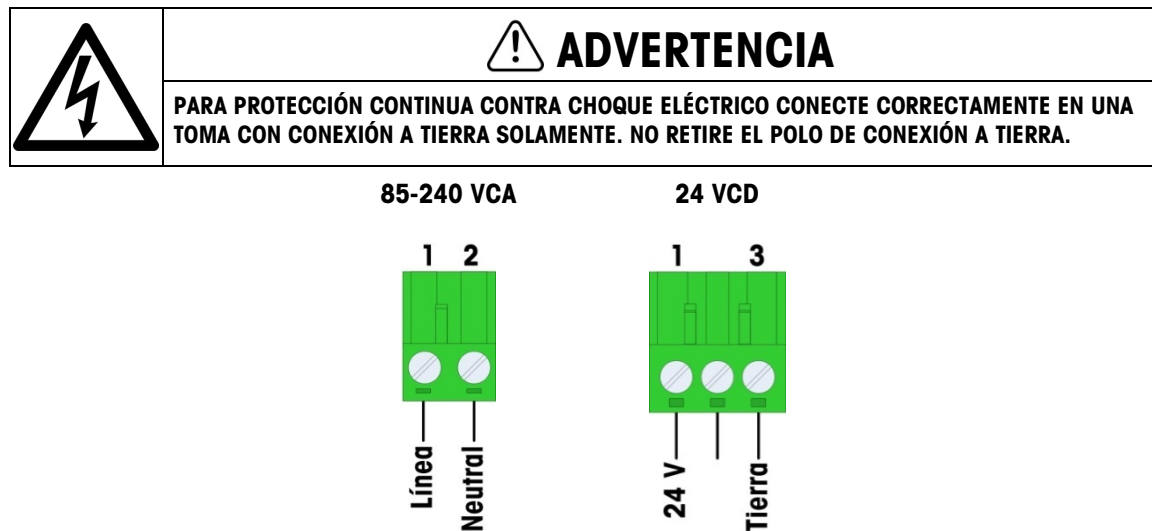 ADVERTENCIA
PARA PROTECCIÓN CONTINUA CONTRA CHOQUE ELÉCTRICO CONECTE CORRECTAMENTE EN UNA
TOMA CON CONEXIÓN A TIERRA SOLAMENTE. NO RETIRE EL POLO DE CONEXIÓN A TIERRA.
85-240 VCA
24 VCD
1 2
1 3
Línea
Neutral
24 V
Tierra